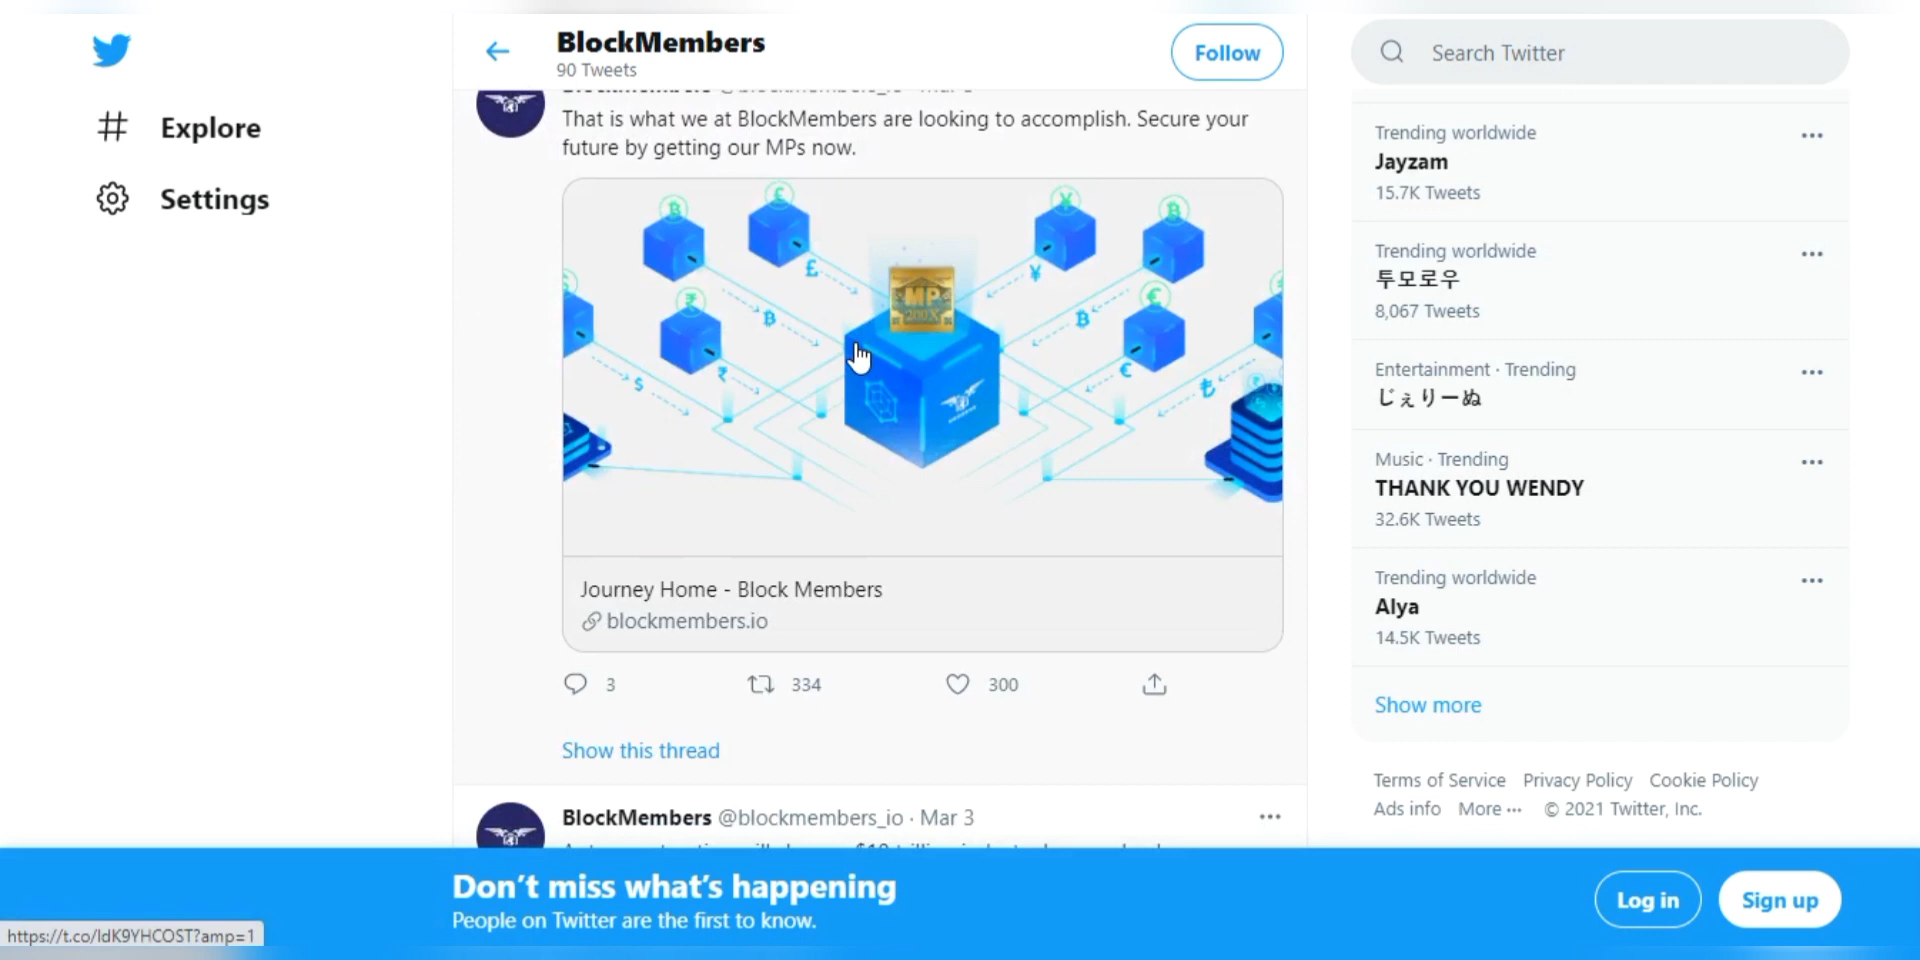 BlockMembers
90 Tweets
Follow
Search Twitter
Explore
Settings
That is what we at BlockMembers are looking to accomplish. Secure your
future by getting our MPs now.
MP
200X
Journey Home - Block Members
blockmembers.io
3
334
300
Show this thread
BlockMembers @blockmembers_io · Mar 3
Trending worldwide
Jayzam
15.7K Tweets
Trending worldwide
투모로우
8,067 Tweets
Entertainment · Trending
じぇりーぬ
Music · Trending
THANK YOU WENDY
32.6K Tweets
Trending worldwide
Alya
14.5K Tweets
Show more
Terms of Service Privacy Policy Cookie Policy
Ads info More ··· © 2021 Twitter, Inc.
Don't miss what's happening
People on Twitter are the first to know.
Log in
Sign up
https://t.co/IdK9YHCOST?amp=1